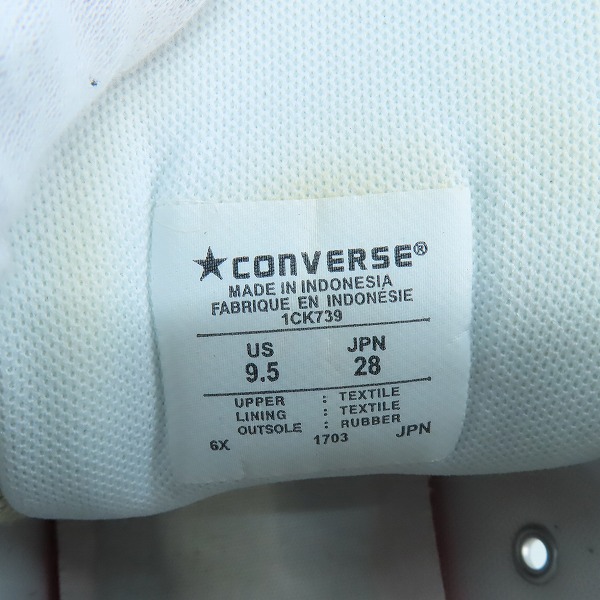 ★CONVERSE®
MADE IN INDONESIA
FABRIQUE EN INDONÉSIE
1CK739
US JPN
9.5 28
UPPER : TEXTILE
LINING : TEXTILE
OUTSOLE : RUBBER
6X 1703 JPN